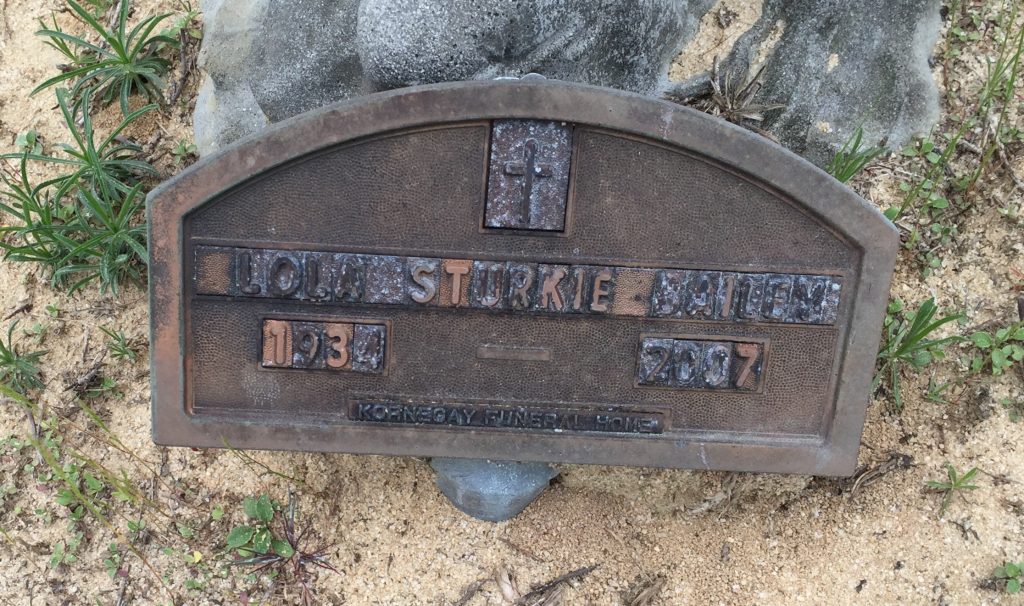 LOLA STURKIE BAILEY
1934 2007
KORNEGAY FUNERAL HOME